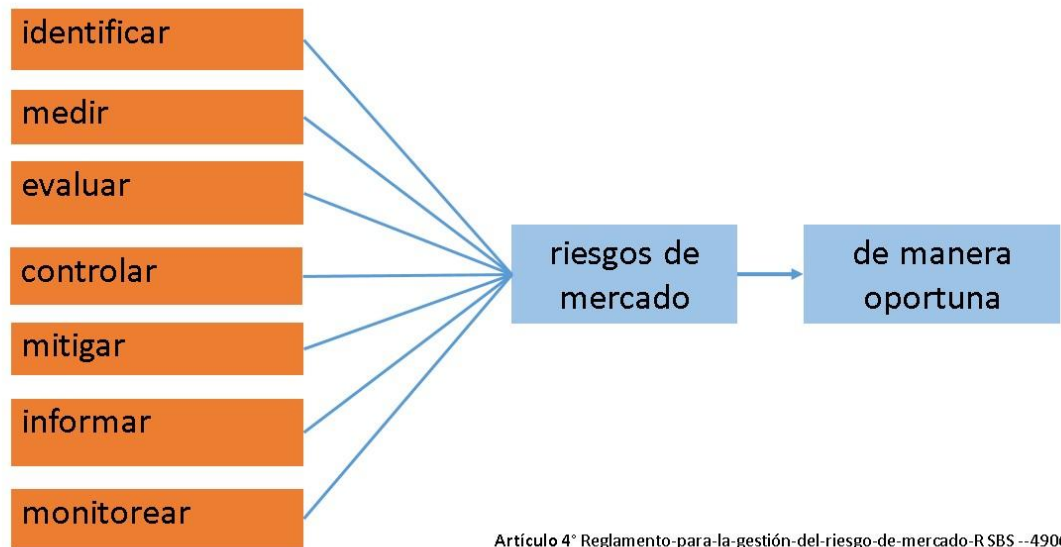 identificar
medir
evaluar
controlar
mitigar
informar
monitorear
riesgos de
mercado
de manera
oportuna
Artículo 4° Reglamento-para-la-gestión-del-riesgo-de-mercado-R SBS --490